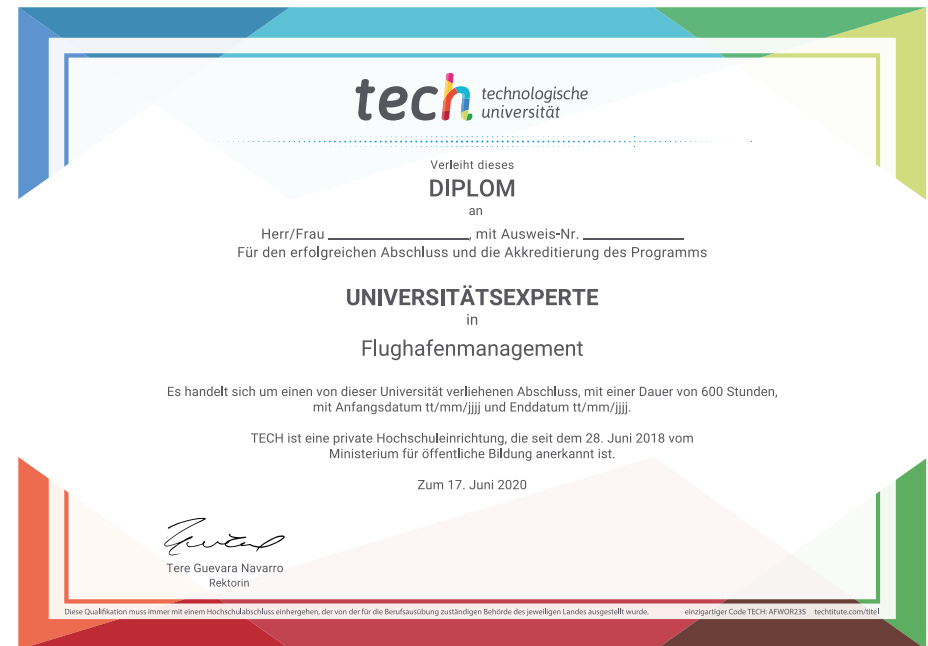 tech technologische
universität
Verleiht dieses
DIPLOM
an
Herr/Frau ____________________, mit Ausweis-Nr. ______________
Für den erfolgreichen Abschluss und die Akkreditierung des Programms
UNIVERSITÄTSEXPERTE
in
Flughafenmanagement
Es handelt sich um einen von dieser Universität verliehenen Abschluss, mit einer Dauer von 600 Stunden,
mit Anfangsdatum tt/mm/jjjj und Enddatum tt/mm/jjjj.
TECH ist eine private Hochschuleinrichtung, die seit dem 28. Juni 2018 vom
Ministerium für öffentliche Bildung anerkannt ist.
Zum 17. Juni 2020
Tere Guevara Navarro
Rektorin
Diese Qualifikation muss immer mit einem Hochschulabschluss einhergehen, der von der für die Berufsausübung zuständigen Behörde des jeweiligen Landes ausgestellt wurde. einzigartiger Code TECH: AFWOR23S techtitute.com/titel